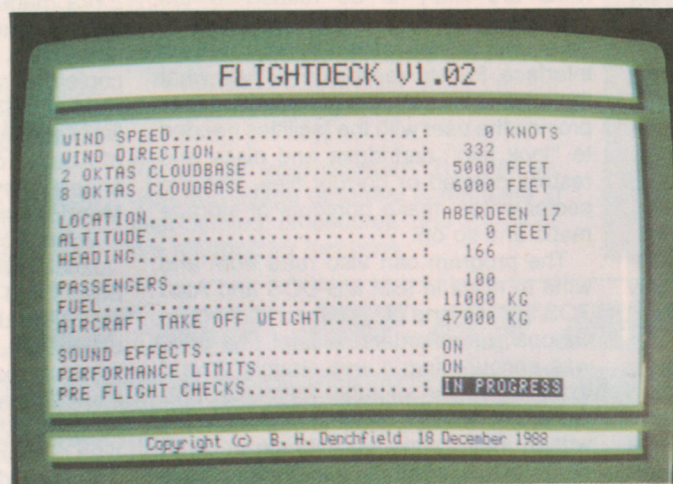 FLIGHTDECK V1.02
WIND SPEED......................: 0 KNOTS
WIND DIRECTION..................: 332
2 OKTAS CLOUDBASE...............: 5000 FEET
8 OKTAS CLOUDBASE...............: 6000 FEET
LOCATION........................: ABERDEEN 17
ALTITUDE........................: 0 FEET
HEADING.........................: 166
PASSENGERS......................: 100
FUEL............................: 11000 KG
AIRCRAFT TAKE OFF WEIGHT........: 47000 KG
SOUND EFFECTS...................: ON
PERFORMANCE LIMITS..............: ON
PRE FLIGHT CHECKS...............: IN PROGRESS
Copyright (c) B. H. Denchfield 18 December 1988